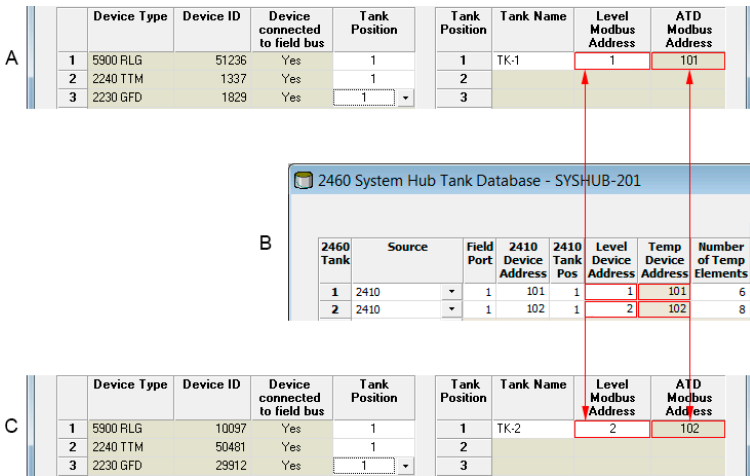 Device Type Device ID Device connected to field bus Tank Position Tank Position Tank Name Level Modbus Address ATD Modbus Address
A
1 5900 RLG 51236 Yes 1 1 TK-1 1 101
2 2240 TTM 1337 Yes 1 2
3 2230 GFD 1829 Yes 1 3
2460 System Hub Tank Database - SYSHUB-201
B
2460 Tank Source Field Port 2410 Device Address 2410 Tank Pos Level Device Address Temp Device Address Number of Temp Elements
1 2410 1 101 1 1 101 6
2 2410 1 102 1 2 102 8
Device Type Device ID Device connected to field bus Tank Position Tank Position Tank Name Level Modbus Address ATD Modbus Address
C
1 5900 RLG 10097 Yes 1 1 TK-2 2 102
2 2240 TTM 50481 Yes 1 2
3 2230 GFD 29912 Yes 1 3